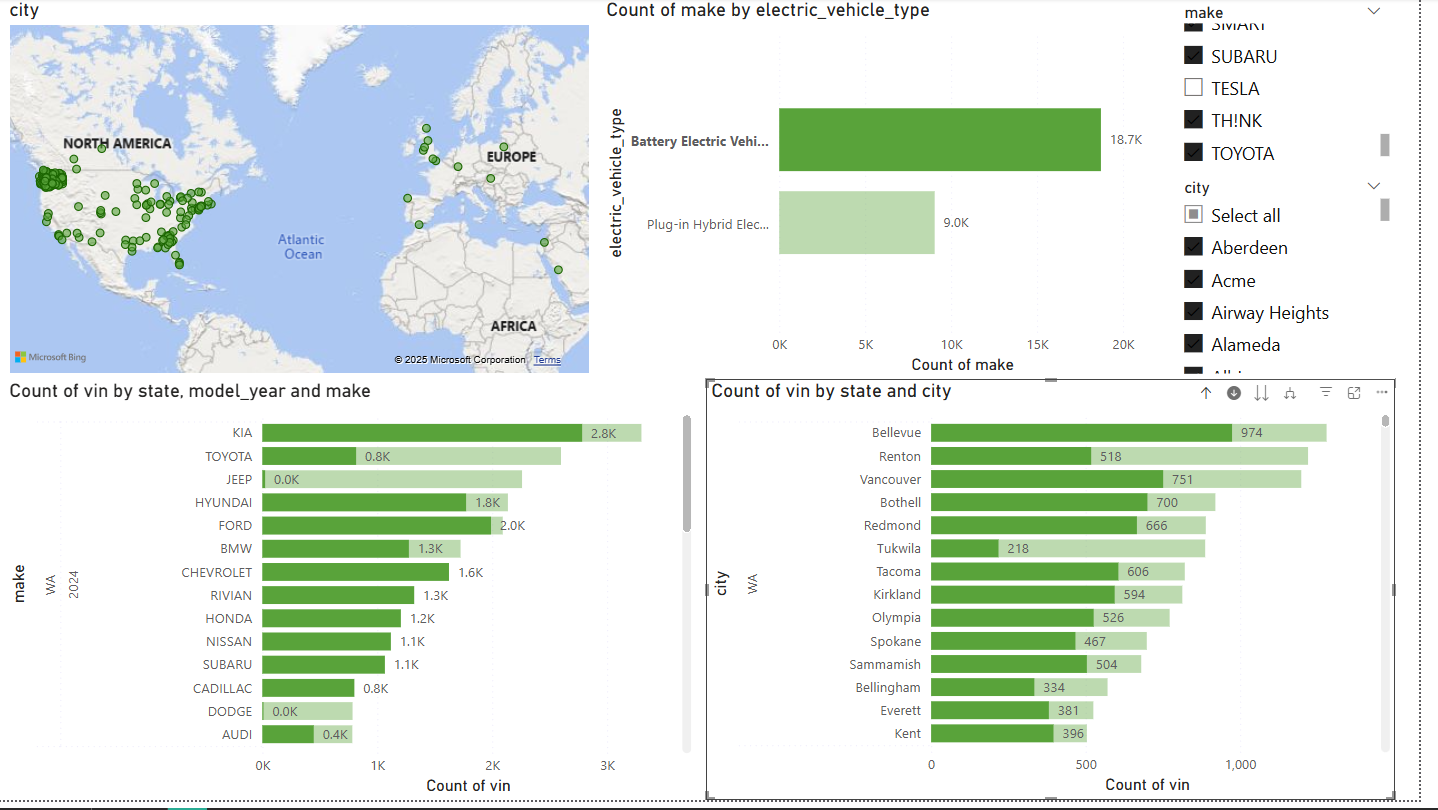 city
NORTH AMERICA
EUROPE
Atlantic
Ocean
AFRICA
Microsoft Bing
© 2025 Microsoft Corporation Terms
Count of make by electric_vehicle_type
electric_vehicle_type
Battery Electric Vehi...
18.7K
Plug-in Hybrid Elec...
9.0K
0K 5K 10K 15K 20K
Count of make
make
SMART
SUBARU
TESLA
TH!NK
TOYOTA
city
Select all
Aberdeen
Acme
Airway Heights
Alameda
Count of vin by state, model_year and make
make
WA
2024
KIA 2.8K
TOYOTA 0.8K
JEEP 0.0K
HYUNDAI 1.8K
FORD 2.0K
BMW 1.3K
CHEVROLET 1.6K
RIVIAN 1.3K
HONDA 1.2K
NISSAN 1.1K
SUBARU 1.1K
CADILLAC 0.8K
DODGE 0.0K
AUDI 0.4K
0K 1K 2K 3K
Count of vin
Count of vin by state and city
city
WA
Bellevue 974
Renton 518
Vancouver 751
Bothell 700
Redmond 666
Tukwila 218
Tacoma 606
Kirkland 594
Olympia 526
Spokane 467
Sammamish 504
Bellingham 334
Everett 381
Kent 396
0 500 1,000
Count of vin